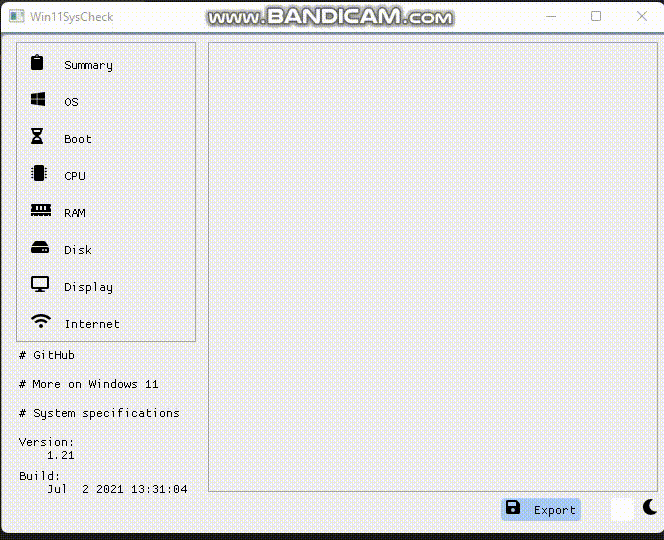 Win11SysCheck
www.BANDICAM.com
Summary
OS
Boot
CPU
RAM
Disk
Display
Internet
# GitHub
# More on Windows 11
# System specifications
Version:
1.21
Build:
Jul  2 2021 13:31:04
Export